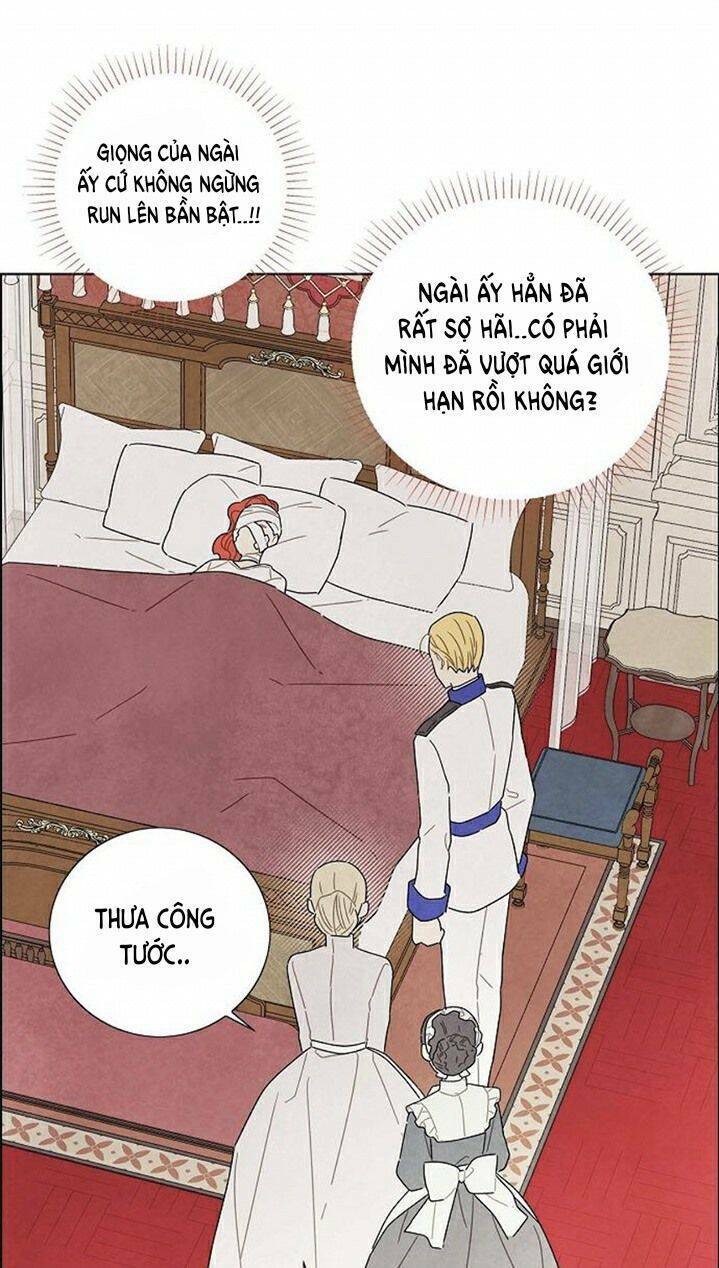 GIỌNG CỦA NGÀI
ẤY CỨ KHÔNG NGỪNG
RUN LÊN BẦN BẬT..!!
NGÀI ẤY HẲN ĐÃ
RẤT SỢ HÃI..CÓ PHẢI
MÌNH ĐÃ VƯỢT QUÁ GIỚI
HẠN RỒI KHÔNG?
THƯA CÔNG
TƯỚC..